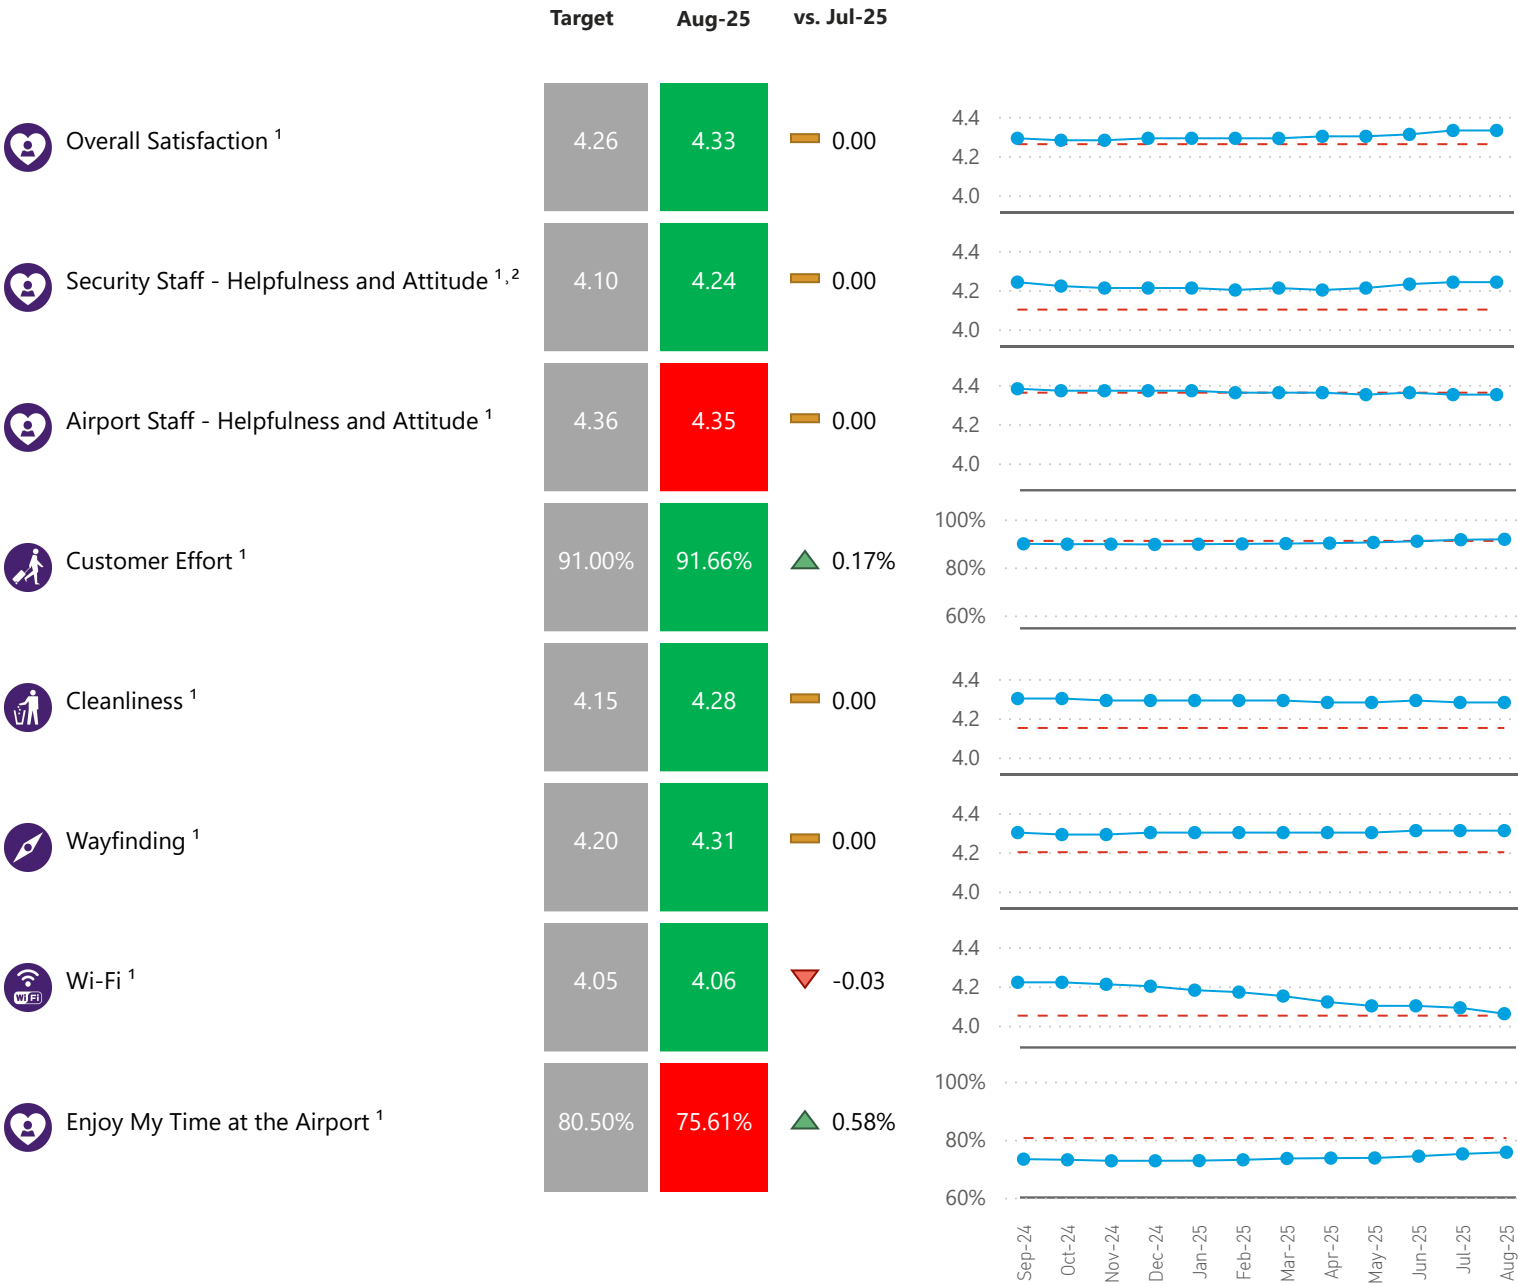 Target Aug-25 vs. Jul-25
Overall Satisfaction ¹ 4.26 4.33 0.00
4.4
4.2
4.0
Security Staff - Helpfulness and Attitude ¹,² 4.10 4.24 0.00
4.4
4.2
4.0
Airport Staff - Helpfulness and Attitude ¹ 4.36 4.35 0.00
4.4
4.2
4.0
Customer Effort ¹ 91.00% 91.66% 0.17%
100%
80%
60%
Cleanliness ¹ 4.15 4.28 0.00
4.4
4.2
4.0
Wayfinding ¹ 4.20 4.31 0.00
4.4
4.2
4.0
WiFi
Wi-Fi ¹ 4.05 4.06 -0.03
4.4
4.2
4.0
Enjoy My Time at the Airport ¹ 80.50% 75.61% 0.58%
100%
80%
60%
Sep-24 Oct-24 Nov-24 Dec-24 Jan-25 Feb-25 Mar-25 Apr-25 May-25 Jun-25 Jul-25 Aug-25